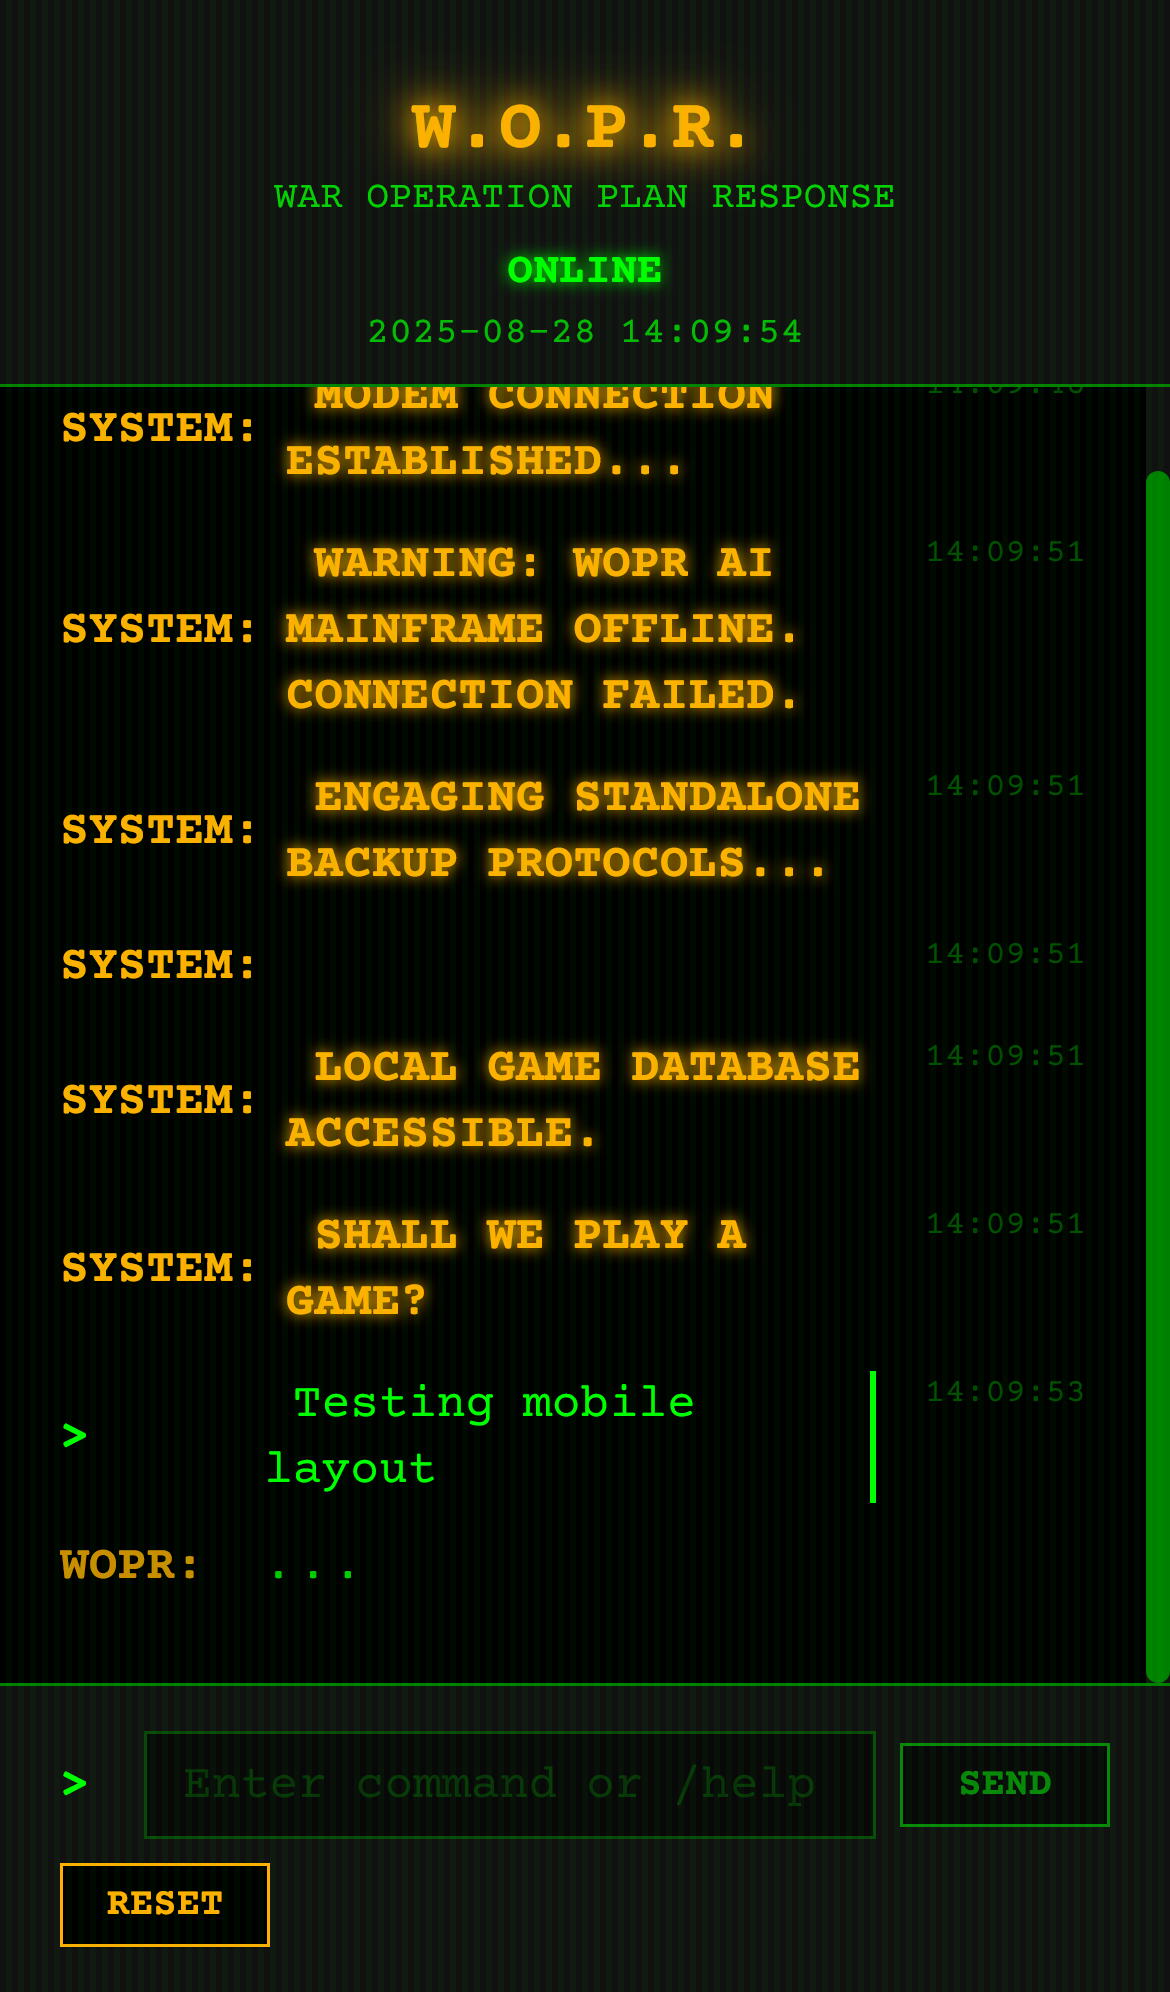 W.O.P.R.
WAR OPERATION PLAN RESPONSE
ONLINE
2025-08-28 14:09:54
MODEM CONNECTION
SYSTEM:
ESTABLISHED...
WARNING: WOPR AI 14:09:51
SYSTEM: MAINFRAME OFFLINE.
CONNECTION FAILED.
ENGAGING STANDALONE 14:09:51
SYSTEM:
BACKUP PROTOCOLS...
SYSTEM: 14:09:51
LOCAL GAME DATABASE 14:09:51
SYSTEM:
ACCESSIBLE.
SHALL WE PLAY A 14:09:51
SYSTEM:
GAME?
Testing mobile 14:09:53
>
layout
WOPR: ...
> Enter command or /help SEND
RESET